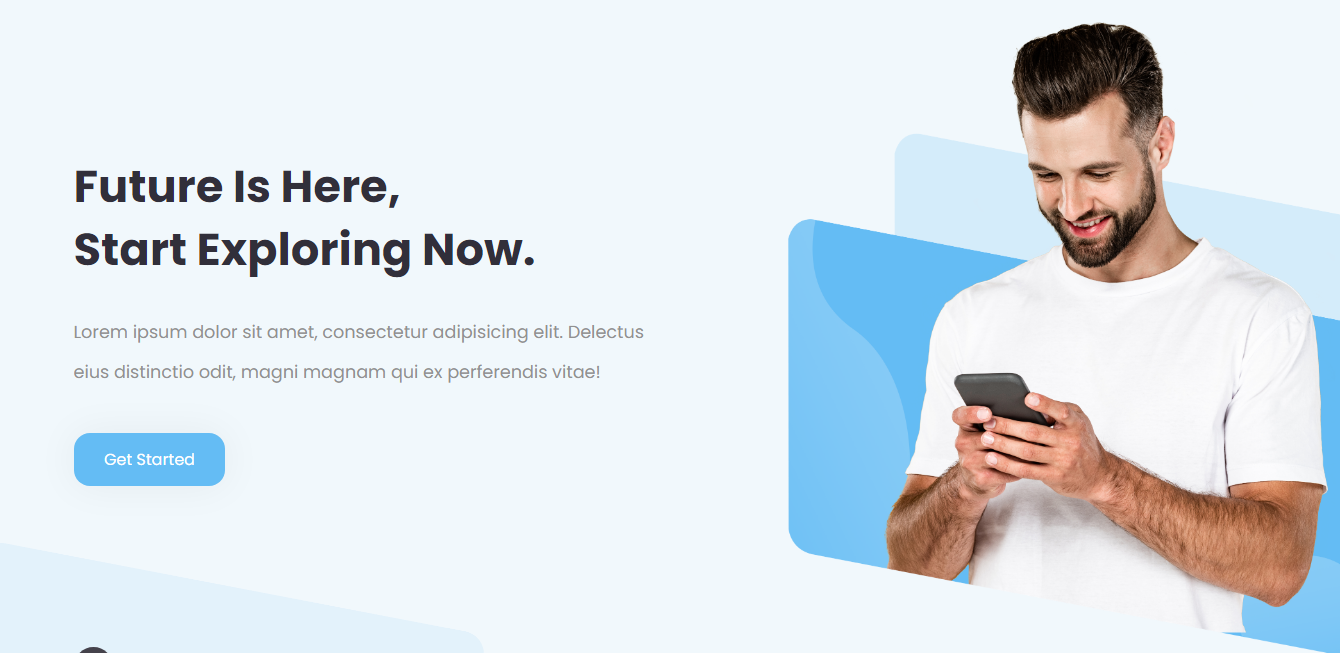 Future Is Here,
Start Exploring Now.
Lorem ipsum dolor sit amet, consectetur adipisicing elit. Delectus
eius distinctio odit, magni magnam qui ex perferendis vitae!
Get Started